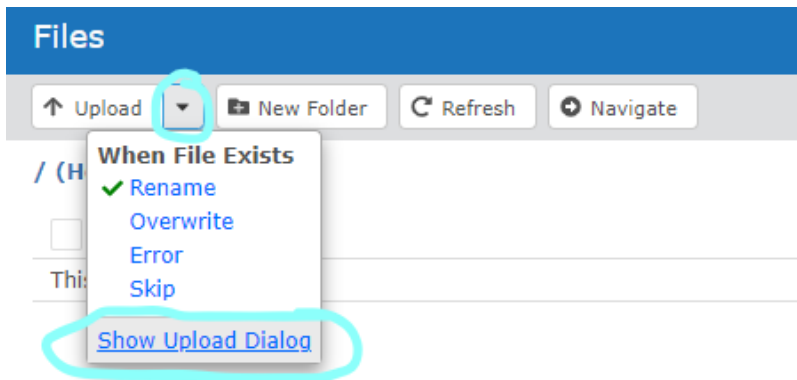 Files
Upload New Folder Refresh Navigate
When File Exists
/ (H
Rename
Overwrite
Error
Skip
Show Upload Dialog